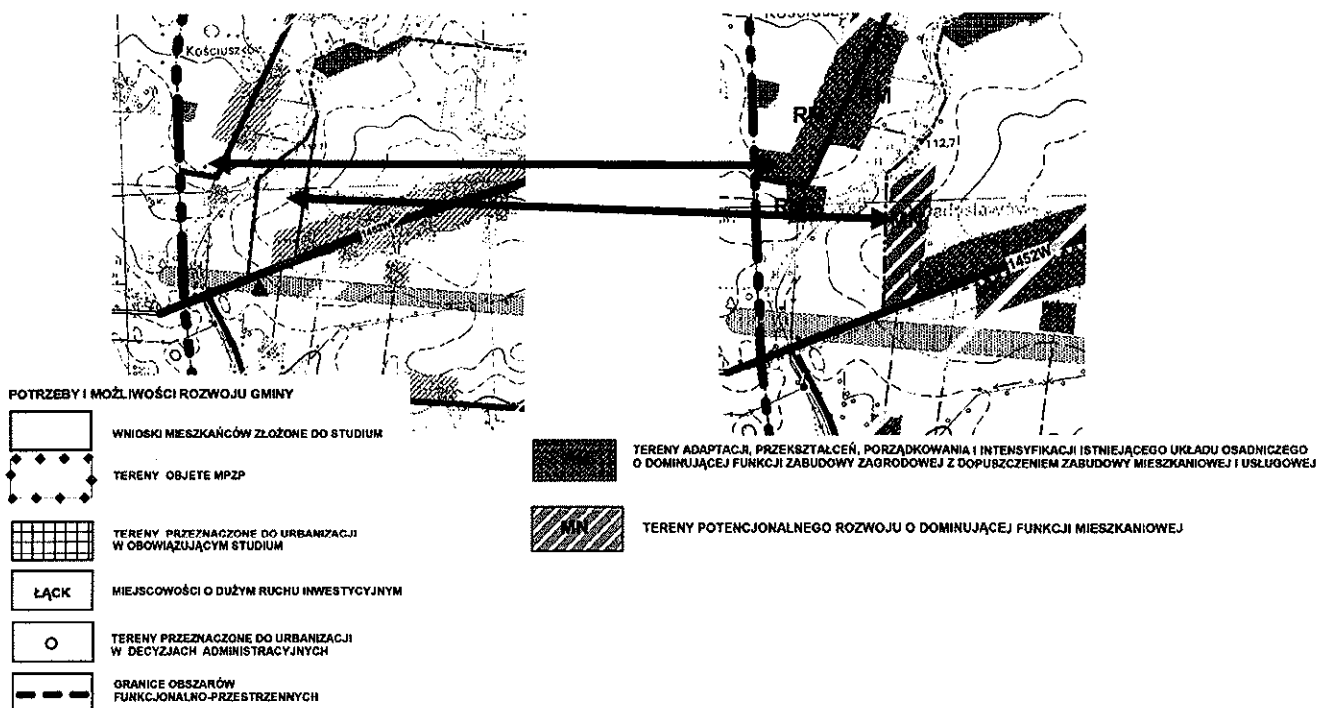 Kościuszk
1452W
RM
112,7
1452W
POTRZEBY I MOŻLIWOŚCI ROZWOJU GMINY
WNIOSKI MIESZKAŃCÓW ZŁOŻONE DO STUDIUM
TERENY OBJETE MPZP
TERENY PRZEZNACZONE DO URBANIZACJI
W OBOWIĄZUJĄCYM STUDIUM
ŁĄCK
MIEJSCOWOŚCI O DUŻYM RUCHU INWESTYCYJNYM
TERENY PRZEZNACZONE DO URBANIZACJI
W DECYZJACH ADMINISTRACYJNYCH
GRANICE OBSZARÓW
FUNKCJONALNO-PRZESTRZENNYCH
TERENY ADAPTACJI, PRZEKSZTAŁCEŃ, PORZĄDKOWANIA I INTENSYFIKACJI ISTNIEJĄCEGO UKŁADU OSADNICZEGO
O DOMINUJĄCEJ FUNKCJI ZABUDOWY ZAGRODOWEJ Z DOPUSZCZENIEM ZABUDOWY MIESZKANIOWEJ I USŁUGOWEJ
MN
TERENY POTENCJONALNEGO ROZWOJU O DOMINUJĄCEJ FUNKCJI MIESZKANIOWEJ